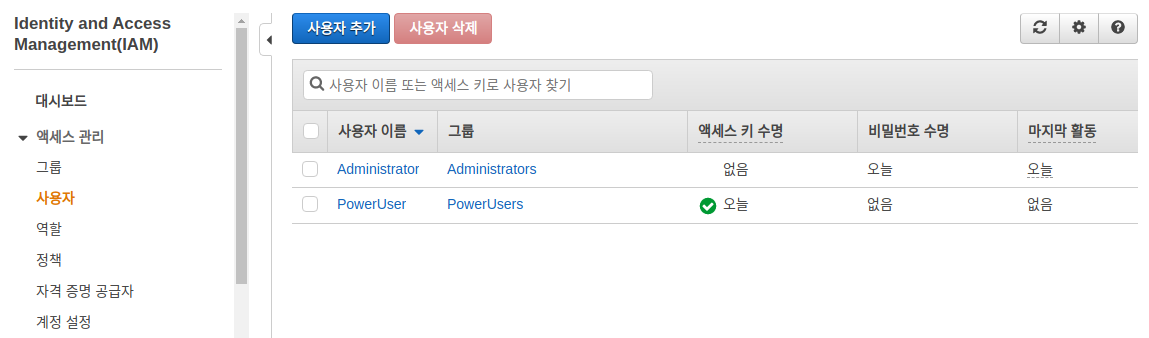 Identity and Access
Management(IAM)
대시보드
액세스 관리
그룹
사용자
역할
정책
자격 증명 공급자
계정 설정
사용자 추가 사용자 삭제
사용자 이름 또는 액세스 키로 사용자 찾기
사용자 이름 그룹 액세스 키 수명 비밀번호 수명 마지막 활동
Administrator Administrators 없음 오늘 오늘
PowerUser PowerUsers 오늘 없음 없음